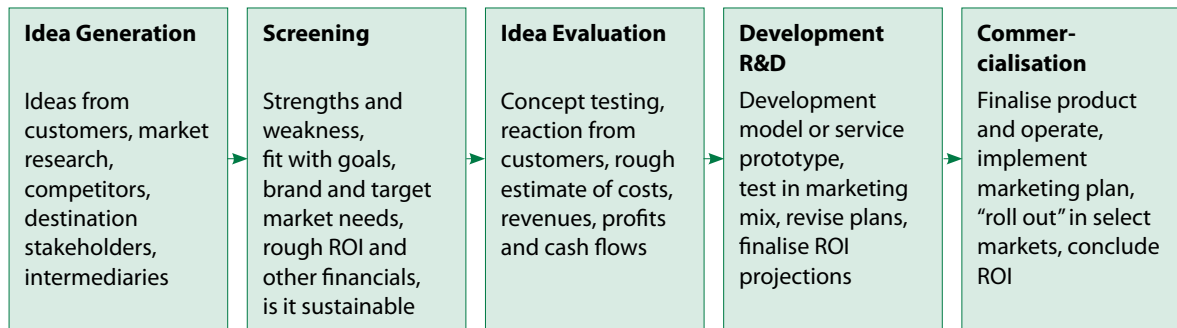 Idea Generation
Ideas from
customers, market
research,
competitors,
destination
stakeholders,
intermediaries
Screening
Strengths and
weakness,
fit with goals,
brand and target
market needs,
rough ROI and
other financials,
is it sustainable
Idea Evaluation
Concept testing,
reaction from
customers, rough
estimate of costs,
revenues, profits
and cash flows
Development
R&D
Development
model or service
prototype,
test in marketing
mix, revise plans,
finalise ROI
projections
Commer-
cialisation
Finalise product
and operate,
implement
marketing plan,
“roll out” in select
markets, conclude
ROI